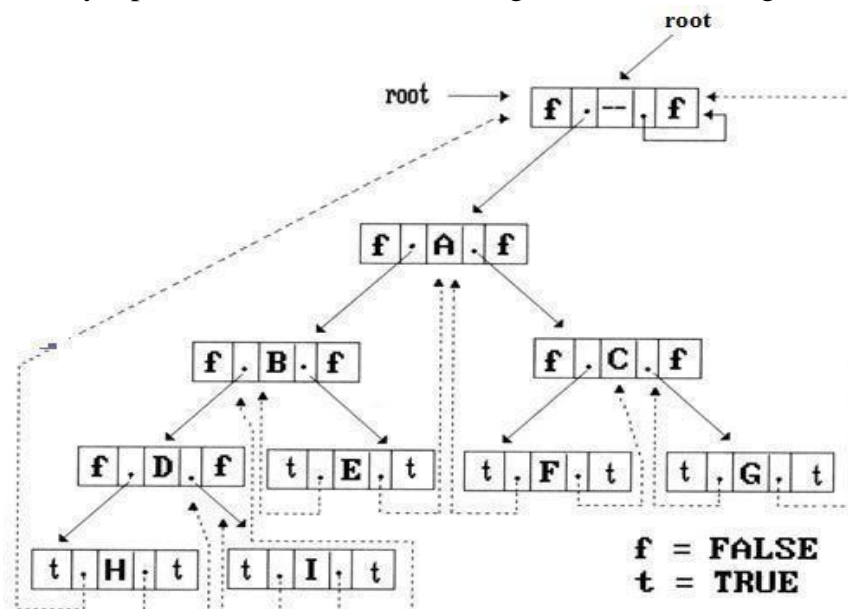 root
root
f . -- . f
f . A . f
f . B . f
f . C . f
f . D . f
t . E . t
t . F . t
t . G . t
t . H . t
t . I . t
f = FALSE
t = TRUE